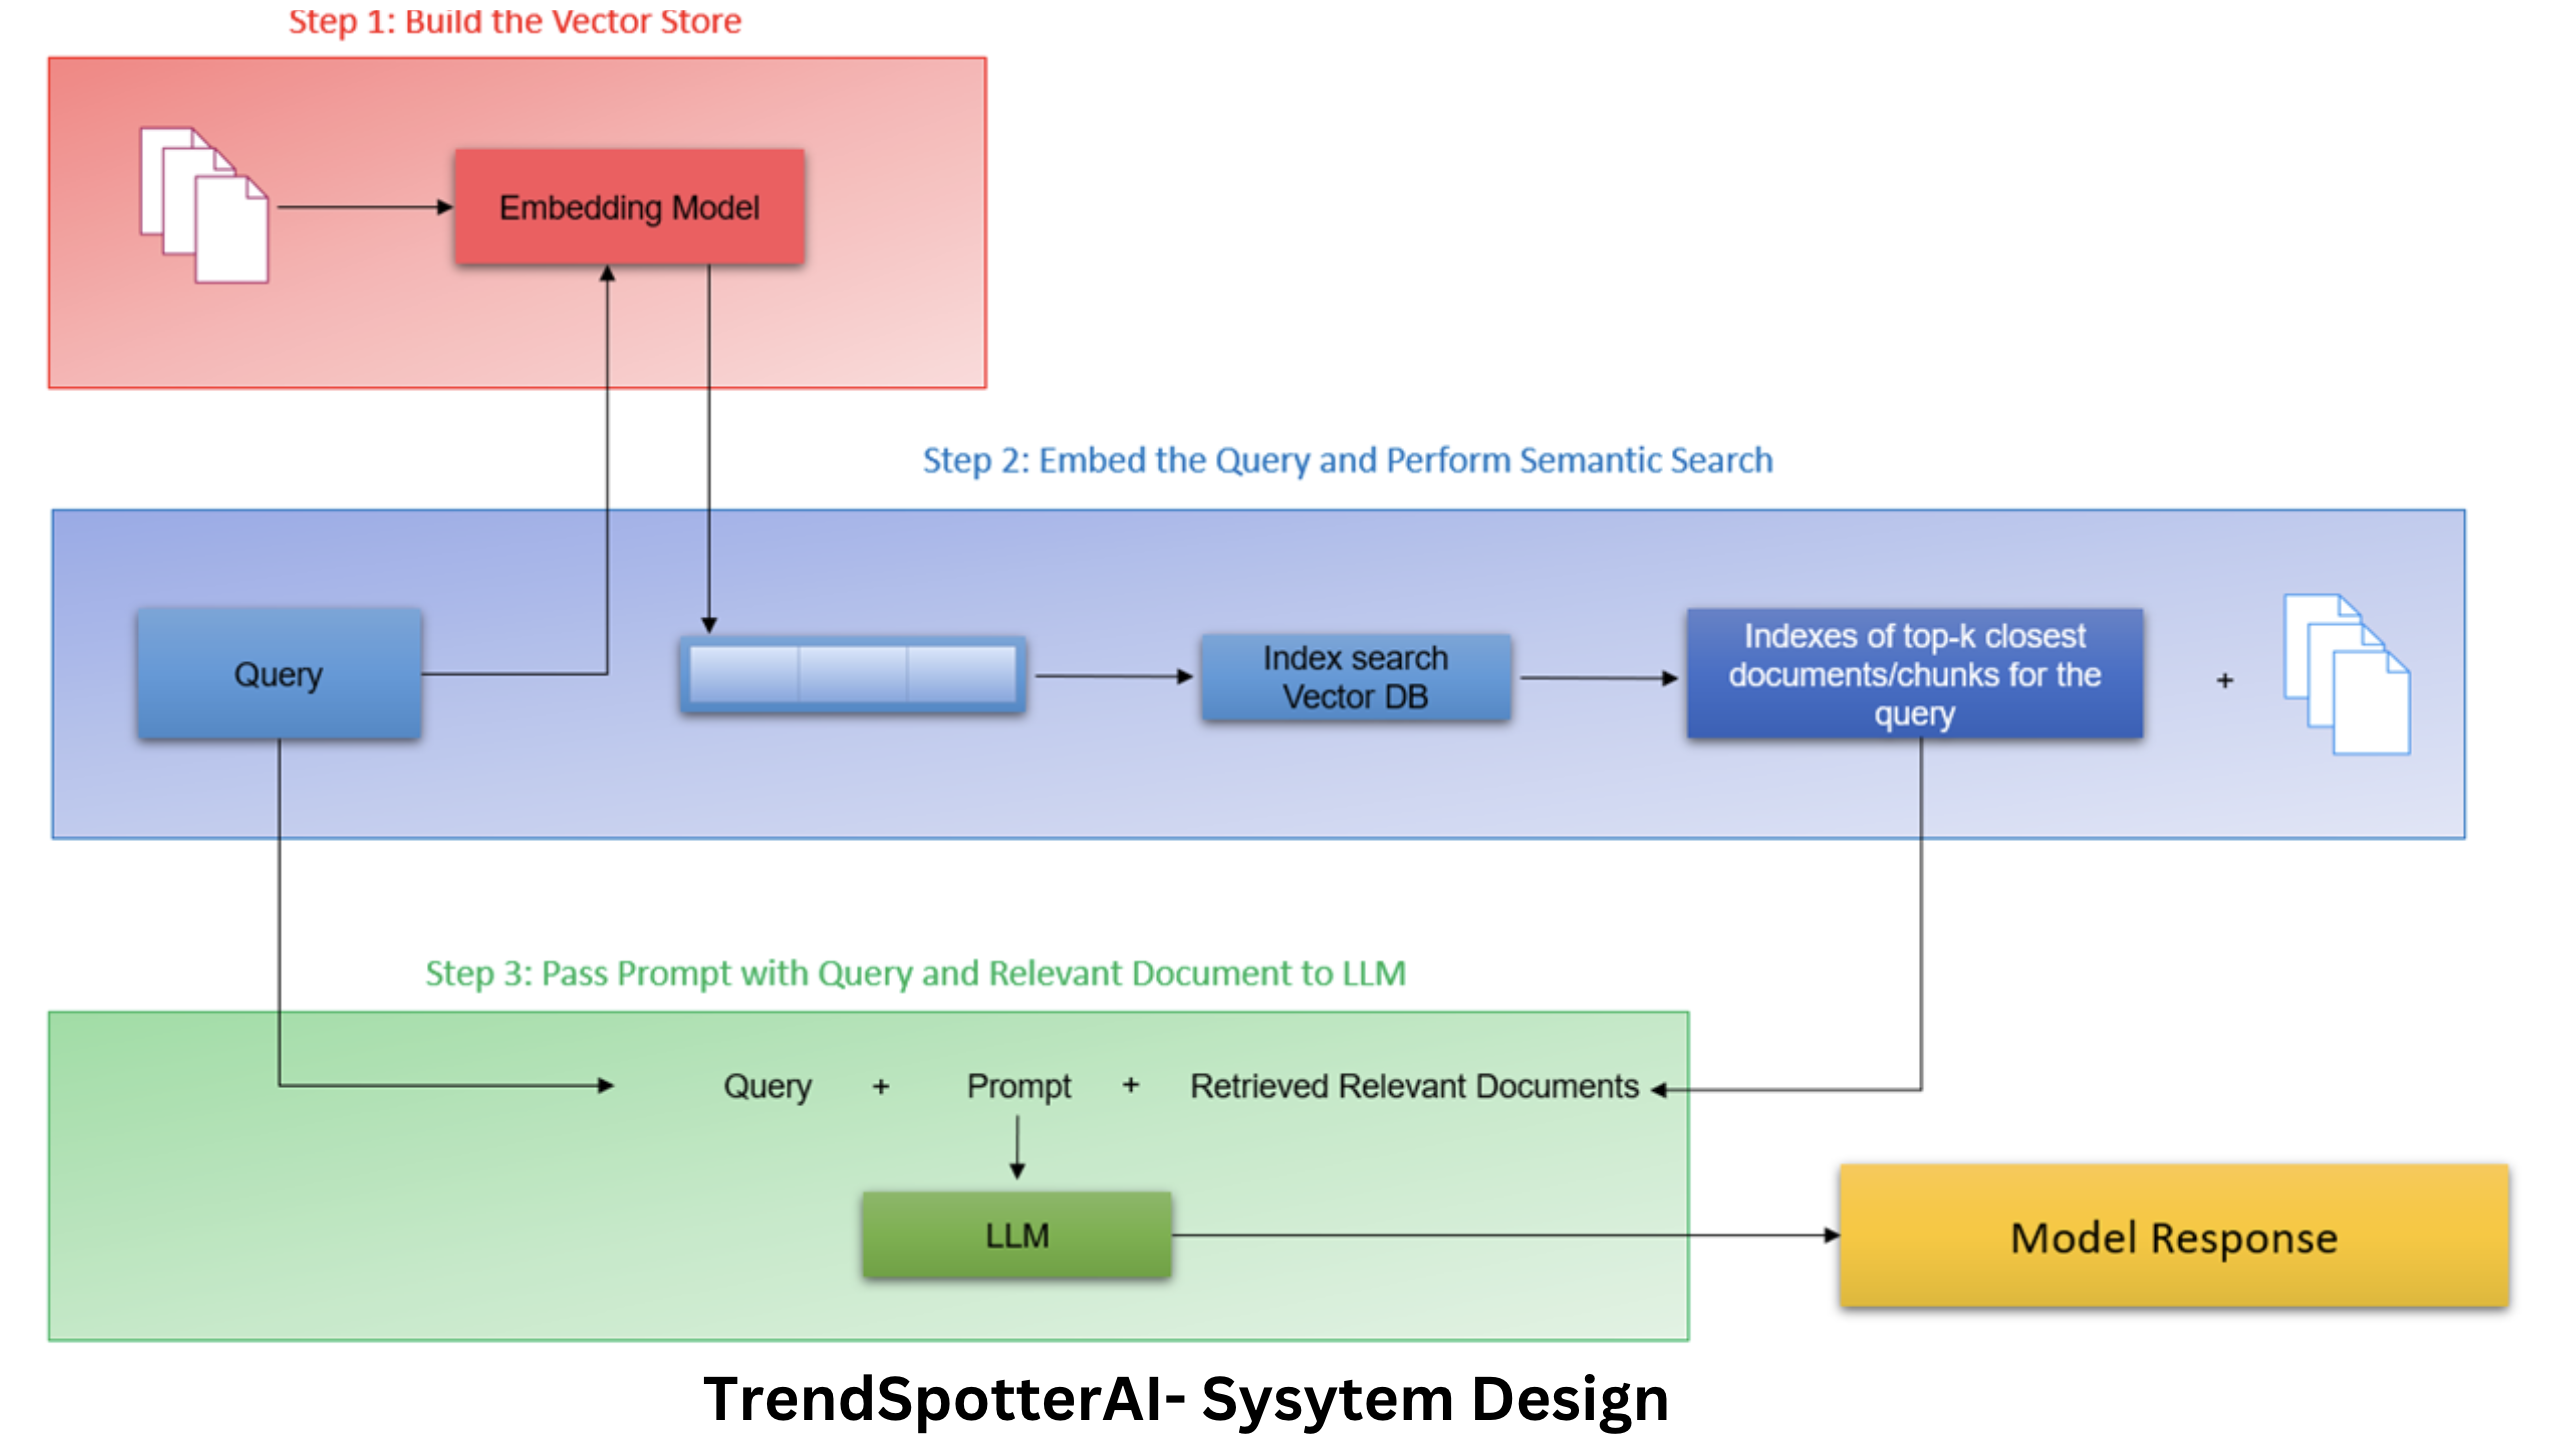 Step 1: Build the Vector Store
Embedding Model
Step 2: Embed the Query and Perform Semantic Search
Query
Index search
Vector DB
Indexes of top-k closest
documents/chunks for the
query
+
Step 3: Pass Prompt with Query and Relevant Document to LLM
Query + Prompt + Retrieved Relevant Documents
LLM
Model Response
TrendSpotterAI- Sysytem Design